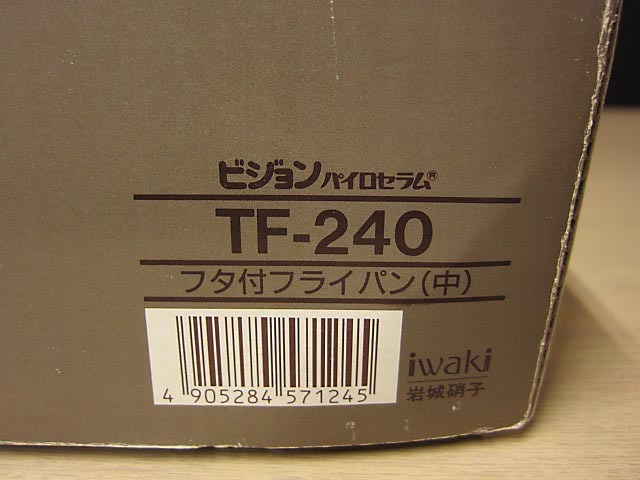 ビジョンパイロセラム®
TF-240
フタ付フライパン(中)
4 905284 571245
iwaki
岩城硝子